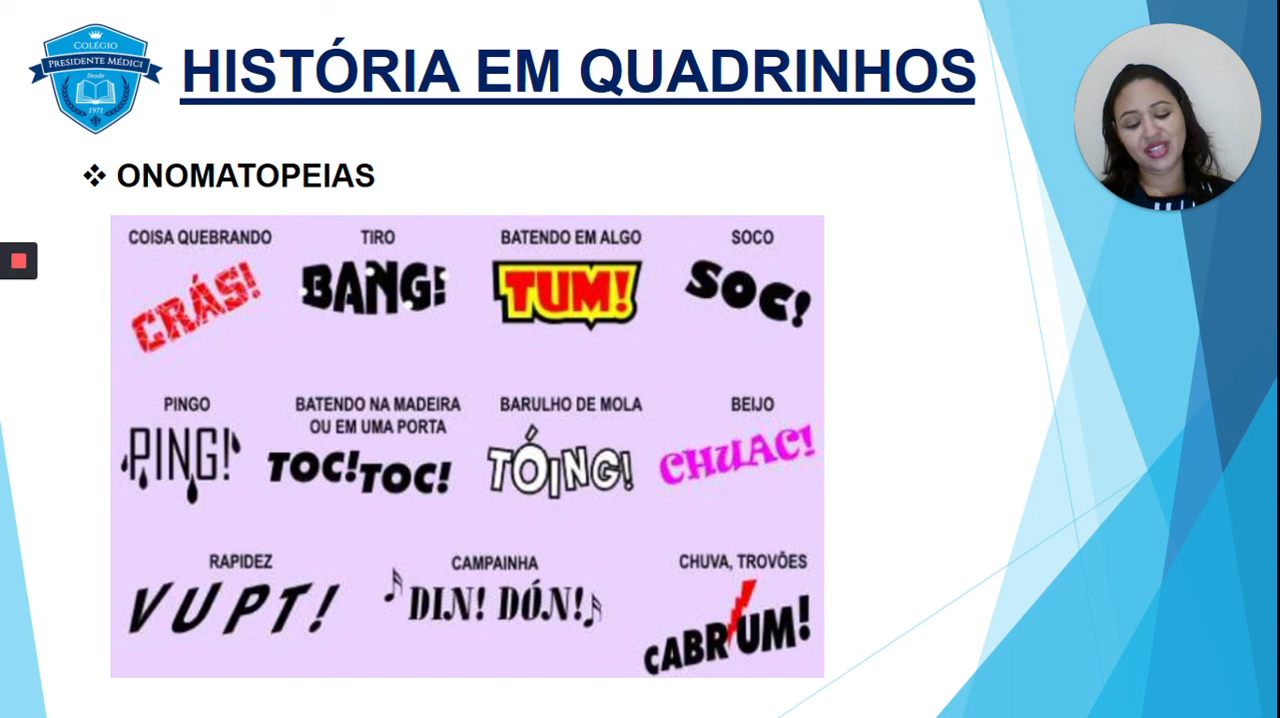 COLÉGIO
PRESIDENTE MÉDICI
Desde
1971
HISTÓRIA EM QUADRINHOS
❖ ONOMATOPEIAS
COISA QUEBRANDO
CRÁS!
TIRO
BANG!
BATENDO EM ALGO
TUM!
SOCO
SOC!
PINGO
PING!
BATENDO NA MADEIRA
OU EM UMA PORTA
TOC! TOC!
BARULHO DE MOLA
TÓING!
BEIJO
CHUAC!
RAPIDEZ
VUPT!
CAMPAINHA
DIN! DÓN!
CHUVA, TROVÕES
CABRUM!